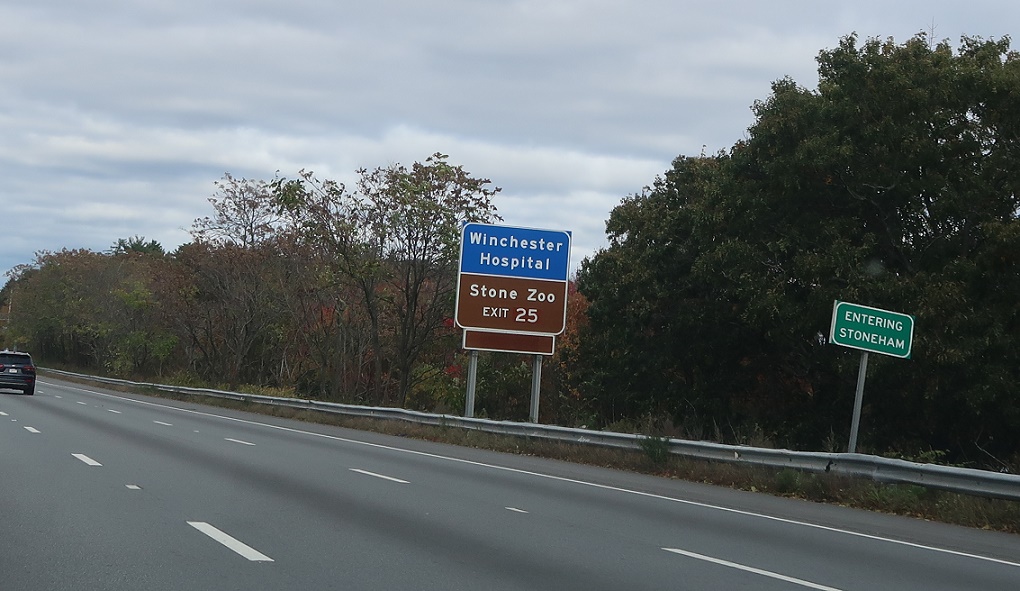 Winchester
Hospital
Stone Zoo
EXIT 25
ENTERING
STONEHAM